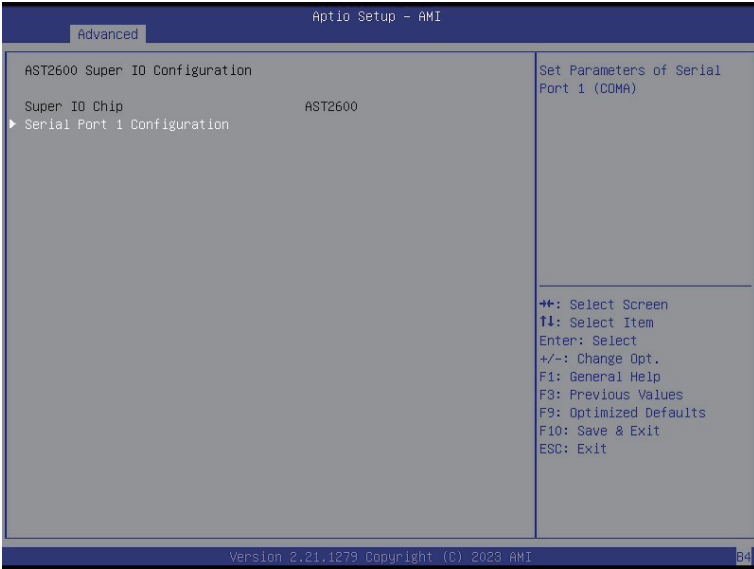 Aptio Setup – AMI
Advanced
AST2600 Super IO Configuration
Super IO Chip AST2600
Serial Port 1 Configuration
Set Parameters of Serial
Port 1 (COMA)
→←: Select Screen
↑↓: Select Item
Enter: Select
+/-: Change Opt.
F1: General Help
F3: Previous Values
F9: Optimized Defaults
F10: Save & Exit
ESC: Exit
Version 2.21.1279 Copyright (C) 2023 AMI
B4